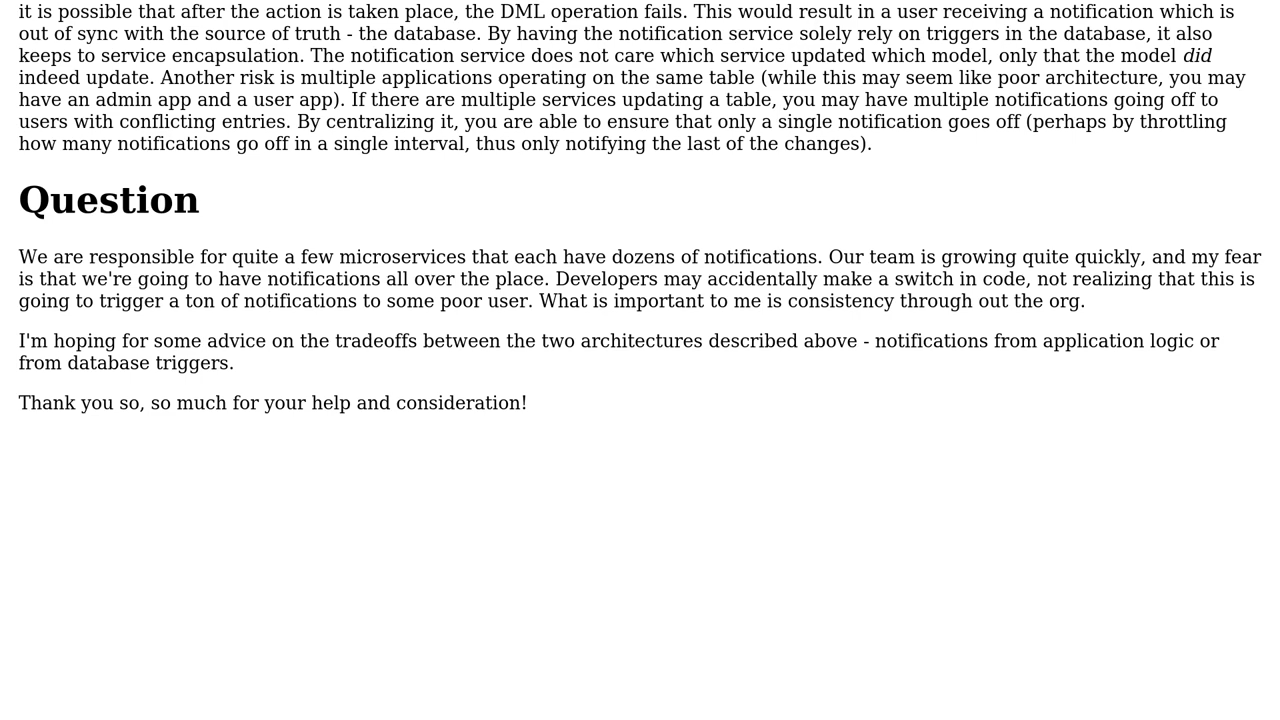 it is possible that after the action is taken place, the DML operation fails. This would result in a user receiving a notification which is
out of sync with the source of truth - the database. By having the notification service solely rely on triggers in the database, it also
keeps to service encapsulation. The notification service does not care which service updated which model, only that the model did
indeed update. Another risk is multiple applications operating on the same table (while this may seem like poor architecture, you may
have an admin app and a user app). If there are multiple services updating a table, you may have multiple notifications going off to
users with conflicting entries. By centralizing it, you are able to ensure that only a single notification goes off (perhaps by throttling
how many notifications go off in a single interval, thus only notifying the last of the changes).
Question
We are responsible for quite a few microservices that each have dozens of notifications. Our team is growing quite quickly, and my fear
is that we're going to have notifications all over the place. Developers may accidentally make a switch in code, not realizing that this is
going to trigger a ton of notifications to some poor user. What is important to me is consistency through out the org.
I'm hoping for some advice on the tradeoffs between the two architectures described above - notifications from application logic or
from database triggers.
Thank you so, so much for your help and consideration!